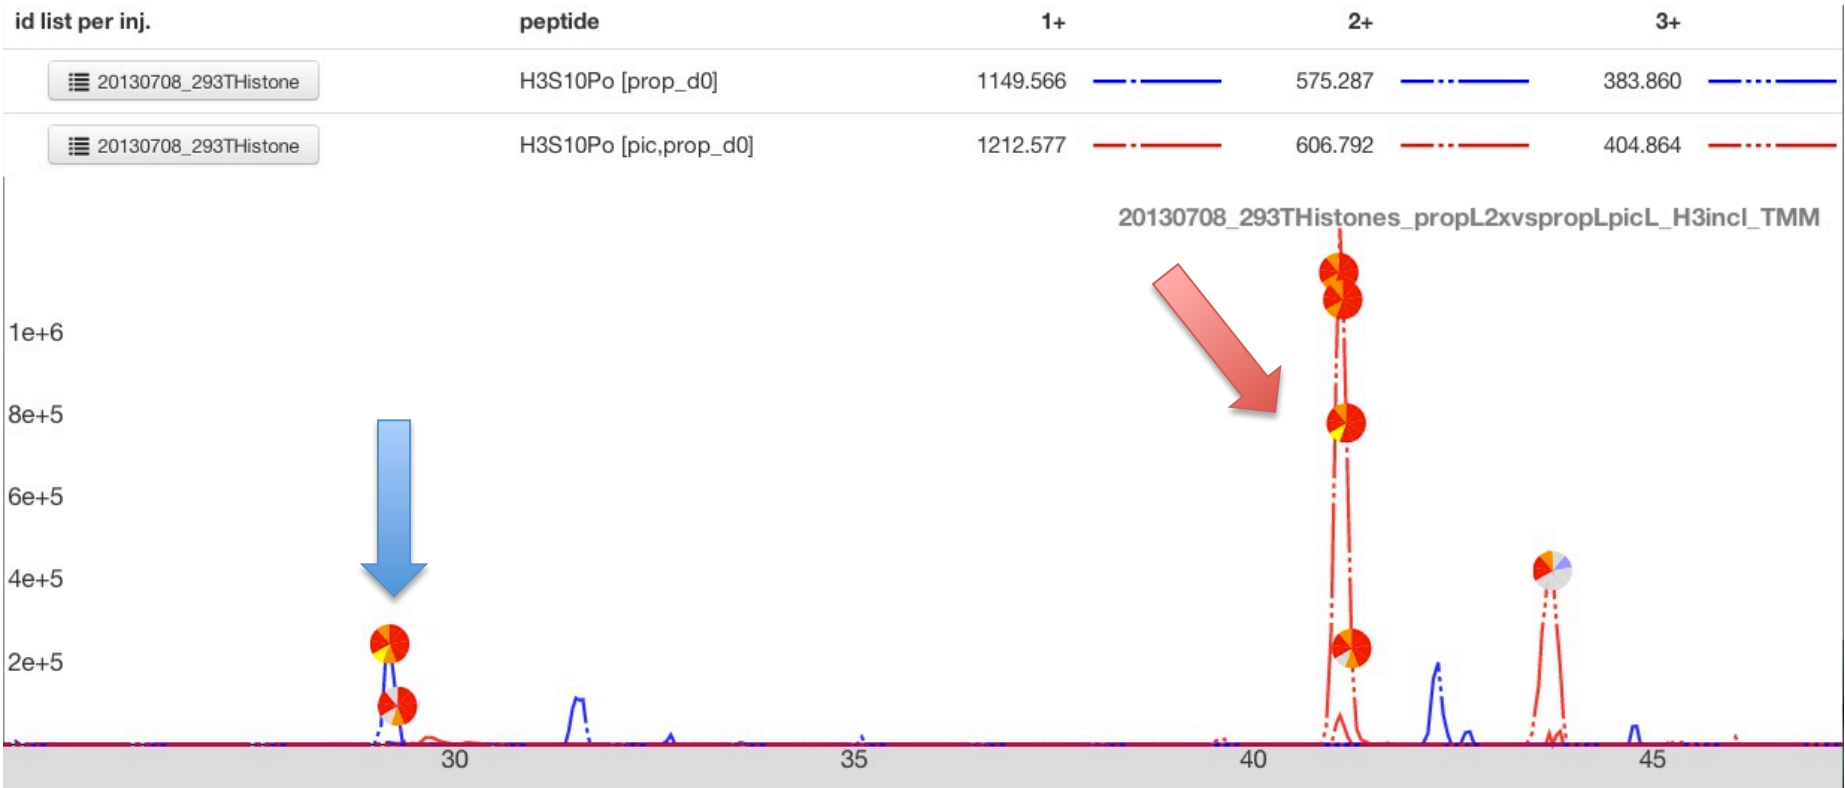 id list per inj. peptide 1+ 2+ 3+
20130708_293THistone H3S10Po [prop_d0] 1149.566 575.287 383.860
20130708_293THistone H3S10Po [pic,prop_d0] 1212.577 606.792 404.864
20130708_293THistones_propL2xvspropLpicL_H3incl_TMM
1e+6
8e+5
6e+5
4e+5
2e+5
30 35 40 45